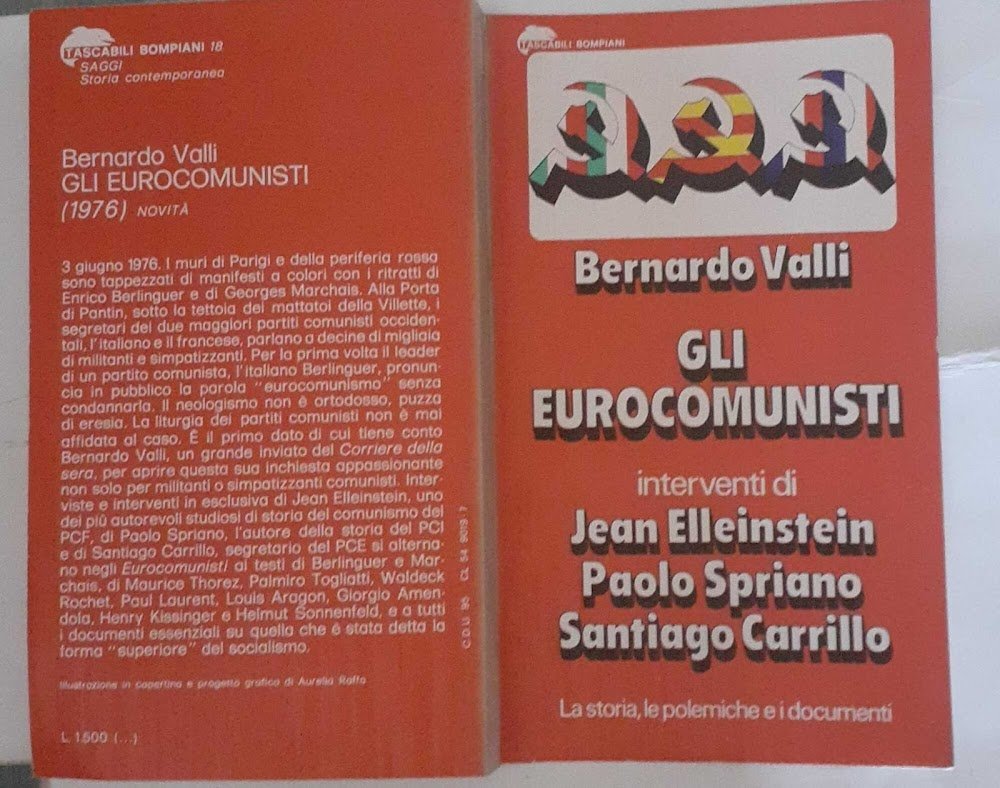 TASCABILI BOMPIANI 18
SAGGI
Storia contemporanea
Bernardo Valli
GLI EUROCOMUNISTI
(1976) NOVITÀ
3 giugno 1976. I muri di Parigi e della periferia rossa
sono tappezzati di manifesti a colori con i ritratti di
Enrico Berlinguer e di Georges Marchais. Alla Porta
di Pantin, sotto la tettoia dei mattatoi della Villette, i
segretari dei due maggiori partiti comunisti occiden-
tali, l'italiano e il francese, parlano a decine di migliaia
di militanti e simpatizzanti. Per la prima volta il leader
di un partito comunista, l'italiano Berlinguer, pronun-
cia in pubblico la parola "eurocomunismo" senza
condannarla. Il neologismo non è ortodosso, puzza
di eresia. La liturgia dei partiti comunisti non è mai
affidata al caso. È il primo dato di cui tiene conto
Bernardo Valli, un grande inviato del Corriere della
sera, per aprire questa sua inchiesta appassionante
non solo per militanti o simpatizzanti comunisti. Inter-
viste e interventi in esclusiva di Jean Elleinstein, uno
dei più autorevoli studiosi di storia del comunismo del
PCF, di Paolo Spriano, l'autore della storia del PCI
e di Santiago Carrillo, segretario del PCE si alterna-
no negli Eurocomunisti ai testi di Berlinguer e Mar-
chais, di Maurice Thorez, Palmiro Togliatti, Waldeck
Rochet, Paul Laurent, Louis Aragon, Giorgio Amen-
dola, Henry Kissinger e Helmut Sonnenfeld, e a tutti
i documenti essenziali su quella che è stata detta la
forma "superiore" del socialismo.
Illustrazione in copertina e progetto grafico di Aurelia Raffo
L. 1.500 (...)
C.D.U. 95 CL 54 9019-7
TASCABILI BOMPIANI
Bernardo Valli
GLI
EUROCOMUNISTI
interventi di
Jean Elleinstein
Paolo Spriano
Santiago Carrillo
La storia, le polemiche e i documenti